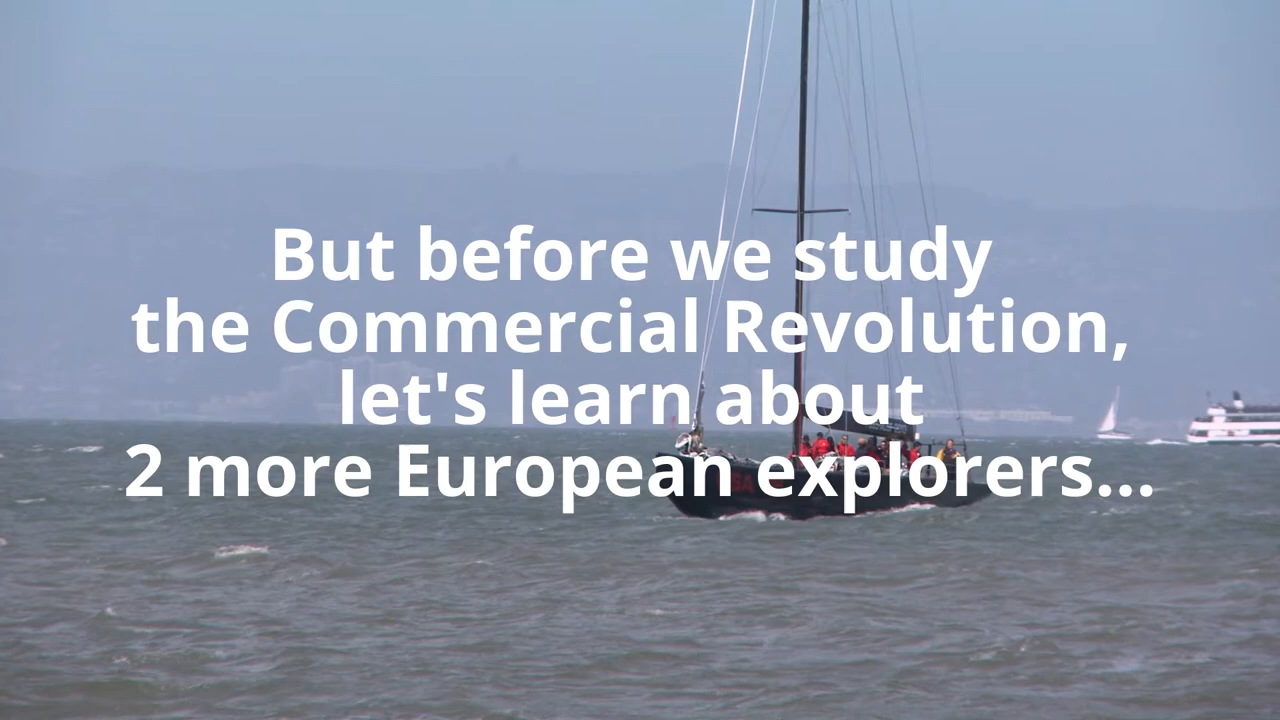 But before we study
the Commercial Revolution,
let's learn about
2 more European explorers...